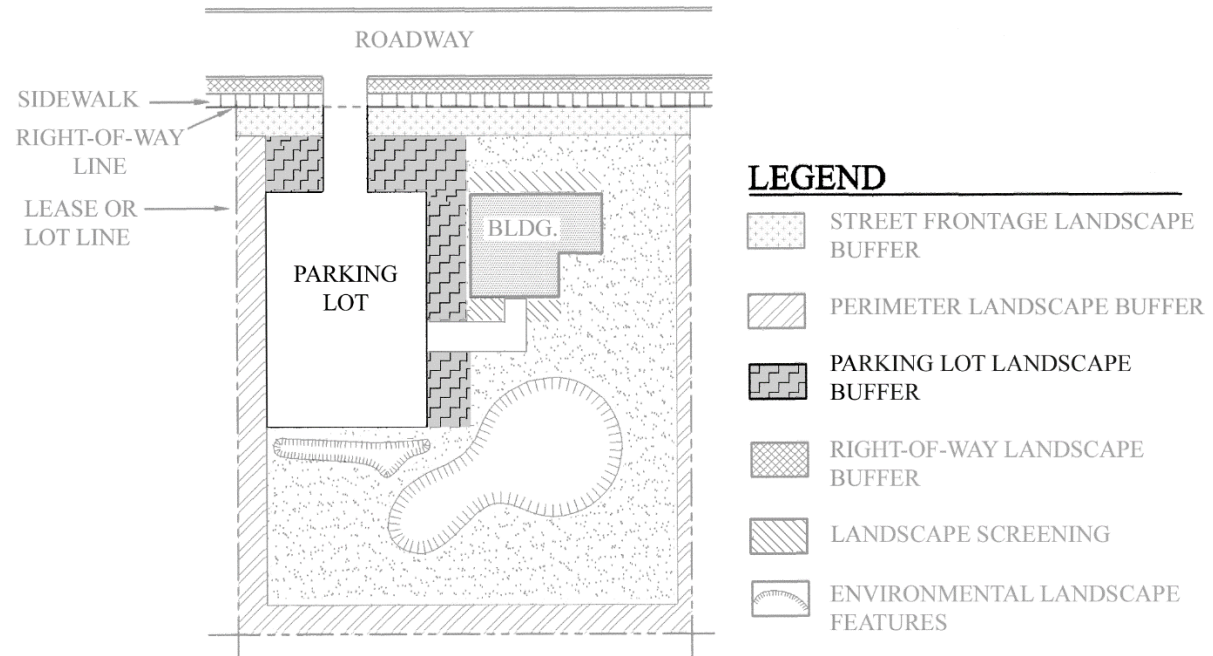 ROADWAY
SIDEWALK
RIGHT-OF-WAY
LINE
LEASE OR
LOT LINE
BLDG.
PARKING
LOT
LEGEND
STREET FRONTAGE LANDSCAPE
BUFFER
PERIMETER LANDSCAPE BUFFER
PARKING LOT LANDSCAPE
BUFFER
RIGHT-OF-WAY LANDSCAPE
BUFFER
LANDSCAPE SCREENING
ENVIRONMENTAL LANDSCAPE
FEATURES